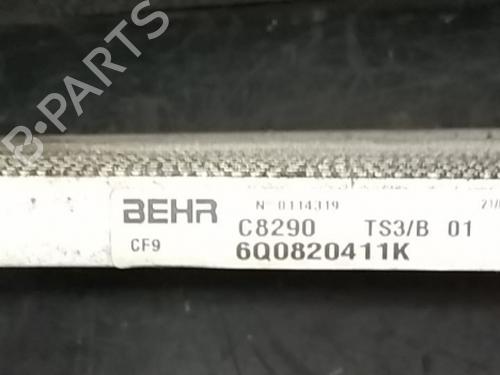 B-PARTS
BEHR N° 0114319
C8290 TS3/B 01
CF9 6Q0820411K